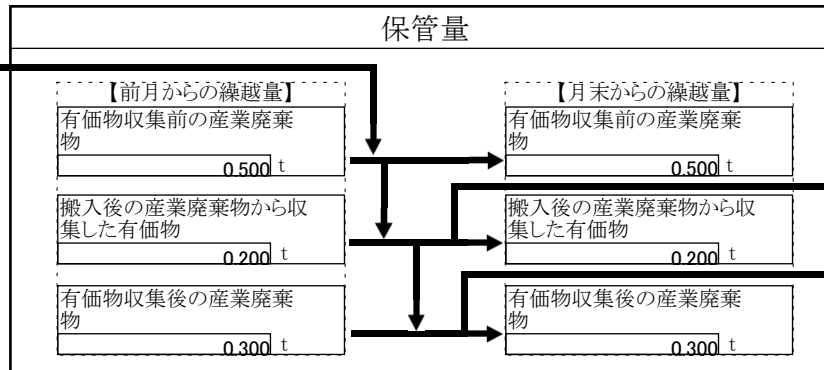 保管量
【前月からの繰越量】
有価物収集前の産業廃棄
物
0.500 t
搬入後の産業廃棄物から収
集した有価物
0.200 t
有価物収集後の産業廃棄
物
0.300 t
【月末からの繰越量】
有価物収集前の産業廃棄
物
0.500 t
搬入後の産業廃棄物から収
集した有価物
0.200 t
有価物収集後の産業廃棄
物
0.300 t